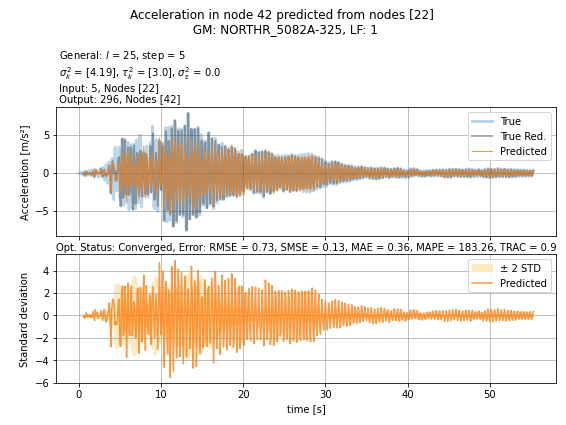 Acceleration in node 42 predicted from nodes [22]
GM: NORTHR_5082A-325, LF: 1
General: l = 25, step = 5
σ²ₖ = [4.19], τ²ₖ = [3.0], σ²ε = 0.0
Input: 5, Nodes [22]
Output: 296, Nodes [42]
Acceleration [m/s²]
5
0
−5
True
True Red.
Predicted
Opt. Status: Converged, Error: RMSE = 0.73, SMSE = 0.13, MAE = 0.36, MAPE = 183.26, TRAC = 0.9
Standard deviation
4
2
0
−2
−4
−6
± 2 STD
Predicted
0 10 20 30 40 50
time [s]